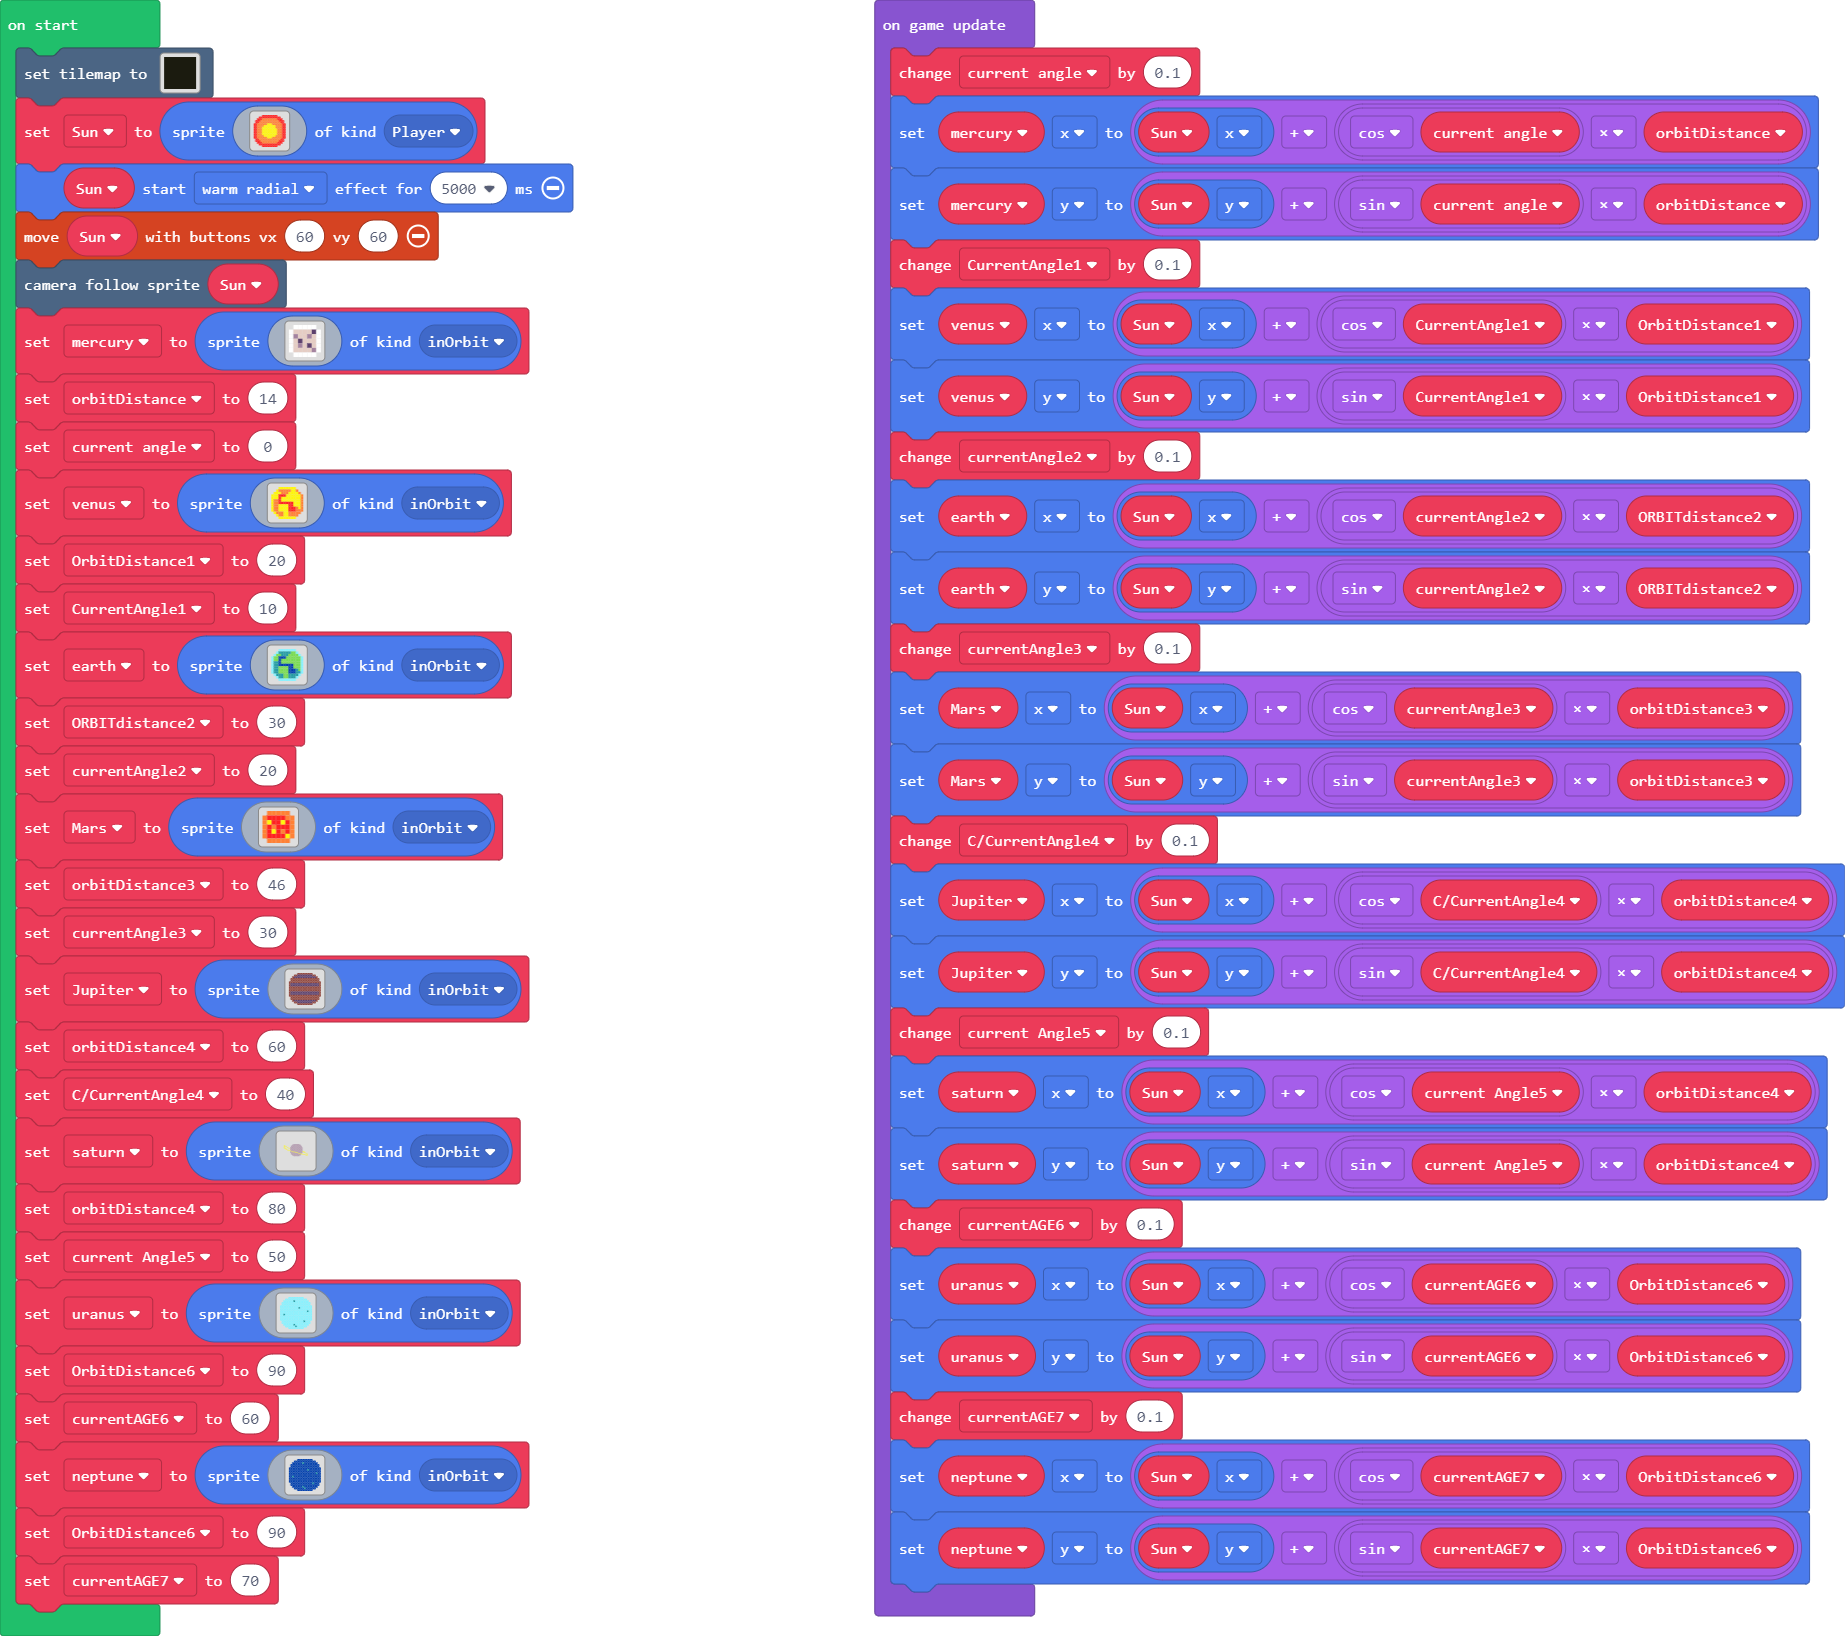 on start
set tilemap to
set Sun to sprite of kind Player
Sun start warm radial effect for 5000 ms
move Sun with buttons vx 60 vy 60
camera follow sprite Sun
set mercury to sprite of kind inOrbit
set orbitDistance to 14
set current angle to 0
set venus to sprite of kind inOrbit
set OrbitDistance1 to 20
set CurrentAngle1 to 10
set earth to sprite of kind inOrbit
set ORBITdistance2 to 30
set currentAngle2 to 20
set Mars to sprite of kind inOrbit
set orbitDistance3 to 46
set currentAngle3 to 30
set Jupiter to sprite of kind inOrbit
set orbitDistance4 to 60
set C/CurrentAngle4 to 40
set saturn to sprite of kind inOrbit
set orbitDistance4 to 80
set current Angle5 to 50
set uranus to sprite of kind inOrbit
set OrbitDistance6 to 90
set currentAGE6 to 60
set neptune to sprite of kind inOrbit
set OrbitDistance6 to 90
set currentAGE7 to 70
on game update
change current angle by 0.1
set mercury x to Sun x + cos current angle × orbitDistance
set mercury y to Sun y + sin current angle × orbitDistance
change CurrentAngle1 by 0.1
set venus x to Sun x + cos CurrentAngle1 × OrbitDistance1
set venus y to Sun y + sin CurrentAngle1 × OrbitDistance1
change currentAngle2 by 0.1
set earth x to Sun x + cos currentAngle2 × ORBITdistance2
set earth y to Sun y + sin currentAngle2 × ORBITdistance2
change currentAngle3 by 0.1
set Mars x to Sun x + cos currentAngle3 × orbitDistance3
set Mars y to Sun y + sin currentAngle3 × orbitDistance3
change C/CurrentAngle4 by 0.1
set Jupiter x to Sun x + cos C/CurrentAngle4 × orbitDistance4
set Jupiter y to Sun y + sin C/CurrentAngle4 × orbitDistance4
change current Angle5 by 0.1
set saturn x to Sun x + cos current Angle5 × orbitDistance4
set saturn y to Sun y + sin current Angle5 × orbitDistance4
change currentAGE6 by 0.1
set uranus x to Sun x + cos currentAGE6 × OrbitDistance6
set uranus y to Sun y + sin currentAGE6 × OrbitDistance6
change currentAGE7 by 0.1
set neptune x to Sun x + cos currentAGE7 × OrbitDistance6
set neptune y to Sun y + sin currentAGE7 × OrbitDistance6